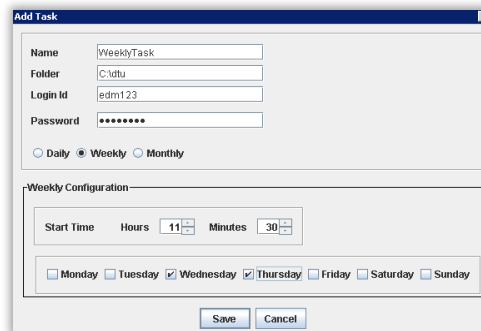 Add Task
Name WeeklyTask
Folder C:\dtu
Login Id edm123
Password ●●●●●●●●
Daily Weekly Monthly
Weekly Configuration
Start Time Hours 11 Minutes 30
Monday Tuesday Wednesday Thursday Friday Saturday Sunday
Save Cancel